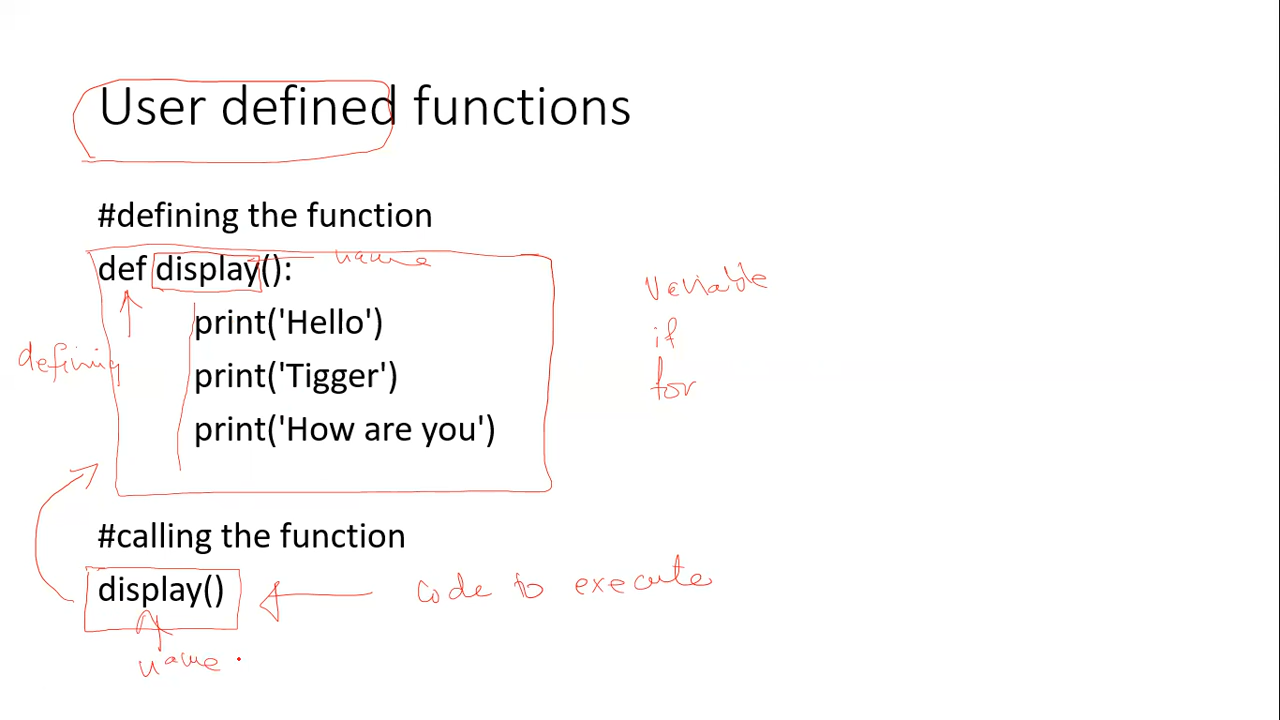 User defined functions
#defining the function
def display():
name
print('Hello')
print('Tigger')
print('How are you')
defining
variable
if
for
#calling the function
display()
code to execute
name